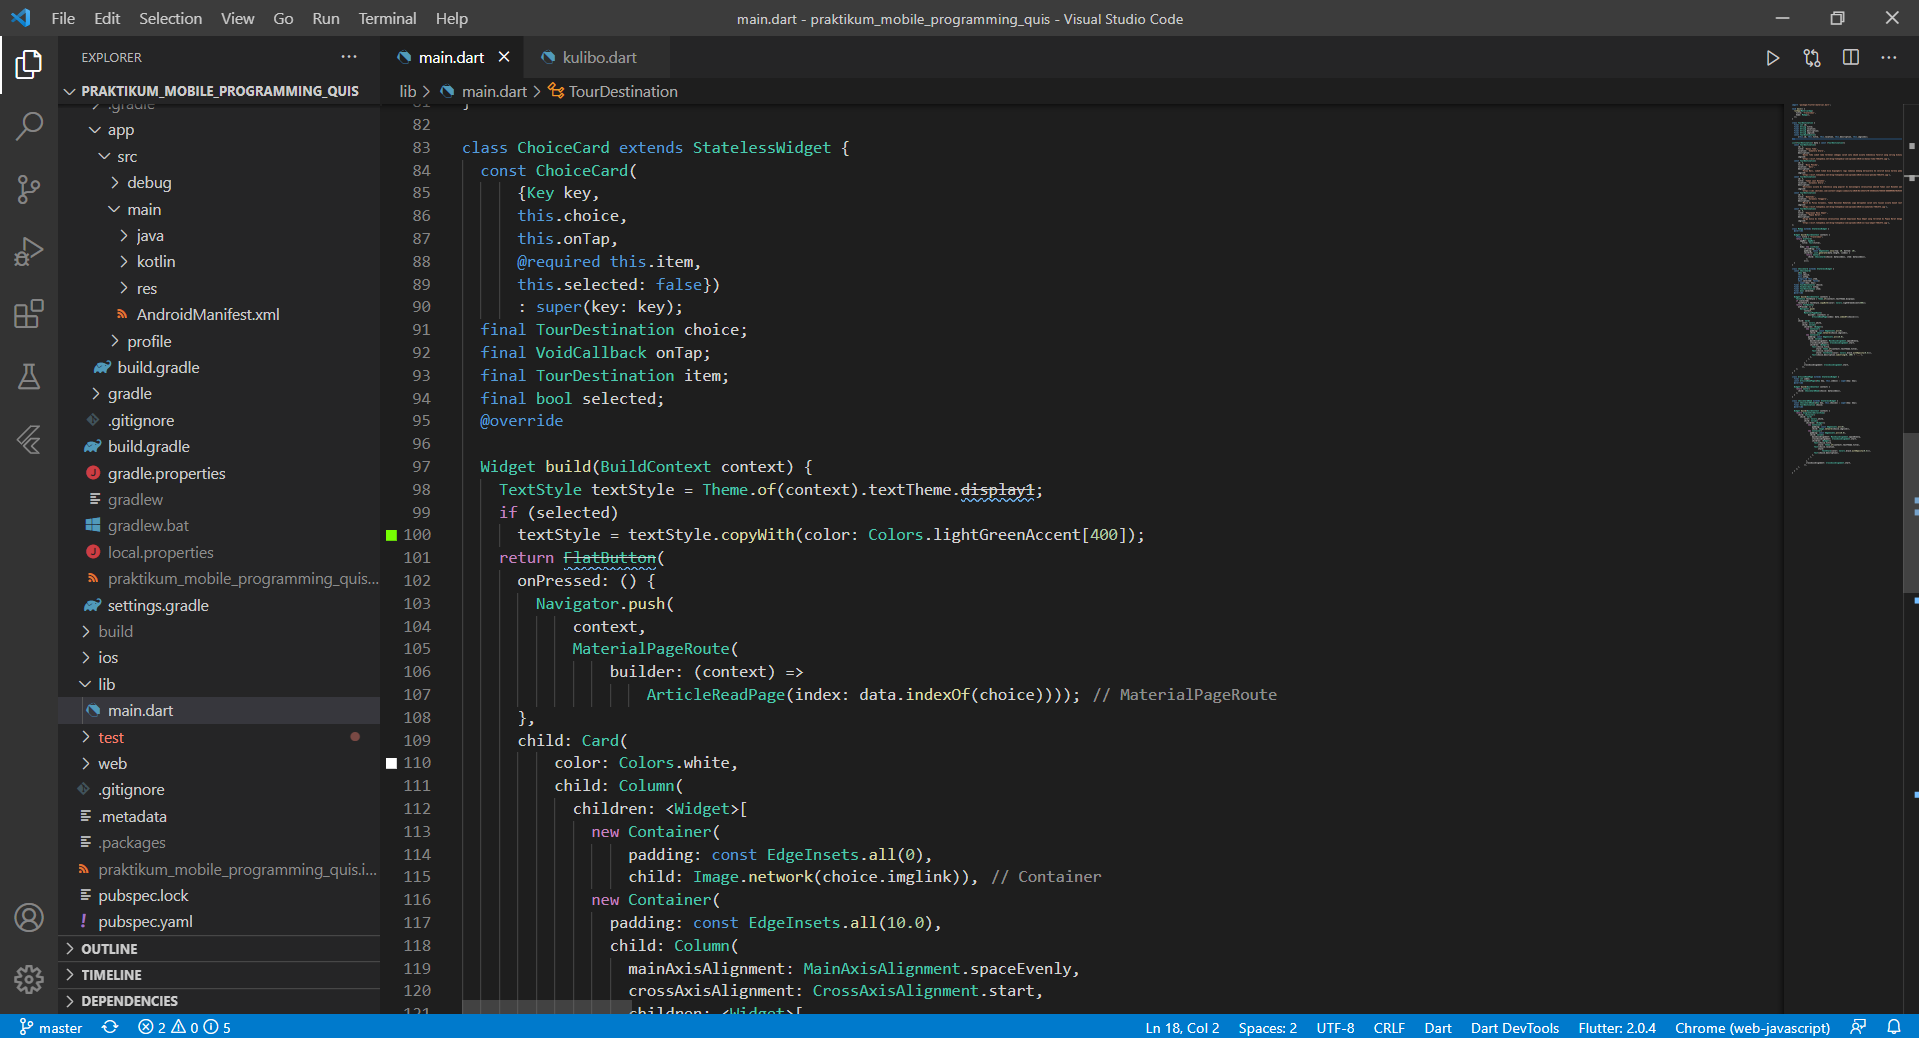 File Edit Selection View Go Run Terminal Help
main.dart - praktikum_mobile_programming_quis - Visual Studio Code
EXPLORER
PRAKTIKUM_MOBILE_PROGRAMMING_QUIS
.gradle
app
src
debug
main
java
kotlin
res
AndroidManifest.xml
profile
build.gradle
gradle
.gitignore
build.gradle
gradle.properties
gradlew
gradlew.bat
local.properties
praktikum_mobile_programming_quis...
settings.gradle
build
ios
lib
main.dart
test
web
.gitignore
.metadata
.packages
praktikum_mobile_programming_quis.i...
pubspec.lock
pubspec.yaml
OUTLINE
TIMELINE
DEPENDENCIES
main.dart
kulibo.dart
lib > main.dart > TourDestination
81 }
82
83 class ChoiceCard extends StatelessWidget {
84 const ChoiceCard(
85 {Key key,
86 this.choice,
87 this.onTap,
88 @required this.item,
89 this.selected: false})
90 : super(key: key);
91 final TourDestination choice;
92 final VoidCallback onTap;
93 final TourDestination item;
94 final bool selected;
95 @override
96
97 Widget build(BuildContext context) {
98 TextStyle textStyle = Theme.of(context).textTheme.display1;
99 if (selected)
100 textStyle = textStyle.copyWith(color: Colors.lightGreenAccent[400]);
101 return FlatButton(
102 onPressed: () {
103 Navigator.push(
104 context,
105 MaterialPageRoute(
106 builder: (context) =>
107 ArticleReadPage(index: data.indexOf(choice)))); // MaterialPageRoute
108 },
109 child: Card(
110 color: Colors.white,
111 child: Column(
112 children: <Widget>[
113 new Container(
114 padding: const EdgeInsets.all(0),
115 child: Image.network(choice.imglink)), // Container
116 new Container(
117 padding: const EdgeInsets.all(10.0),
118 child: Column(
119 mainAxisAlignment: MainAxisAlignment.spaceEvenly,
120 crossAxisAlignment: CrossAxisAlignment.start,
121 children: <Widget>[
master 2 0 5
Ln 18, Col 2 Spaces: 2 UTF-8 CRLF Dart Dart DevTools Flutter: 2.0.4 Chrome (web-javascript)